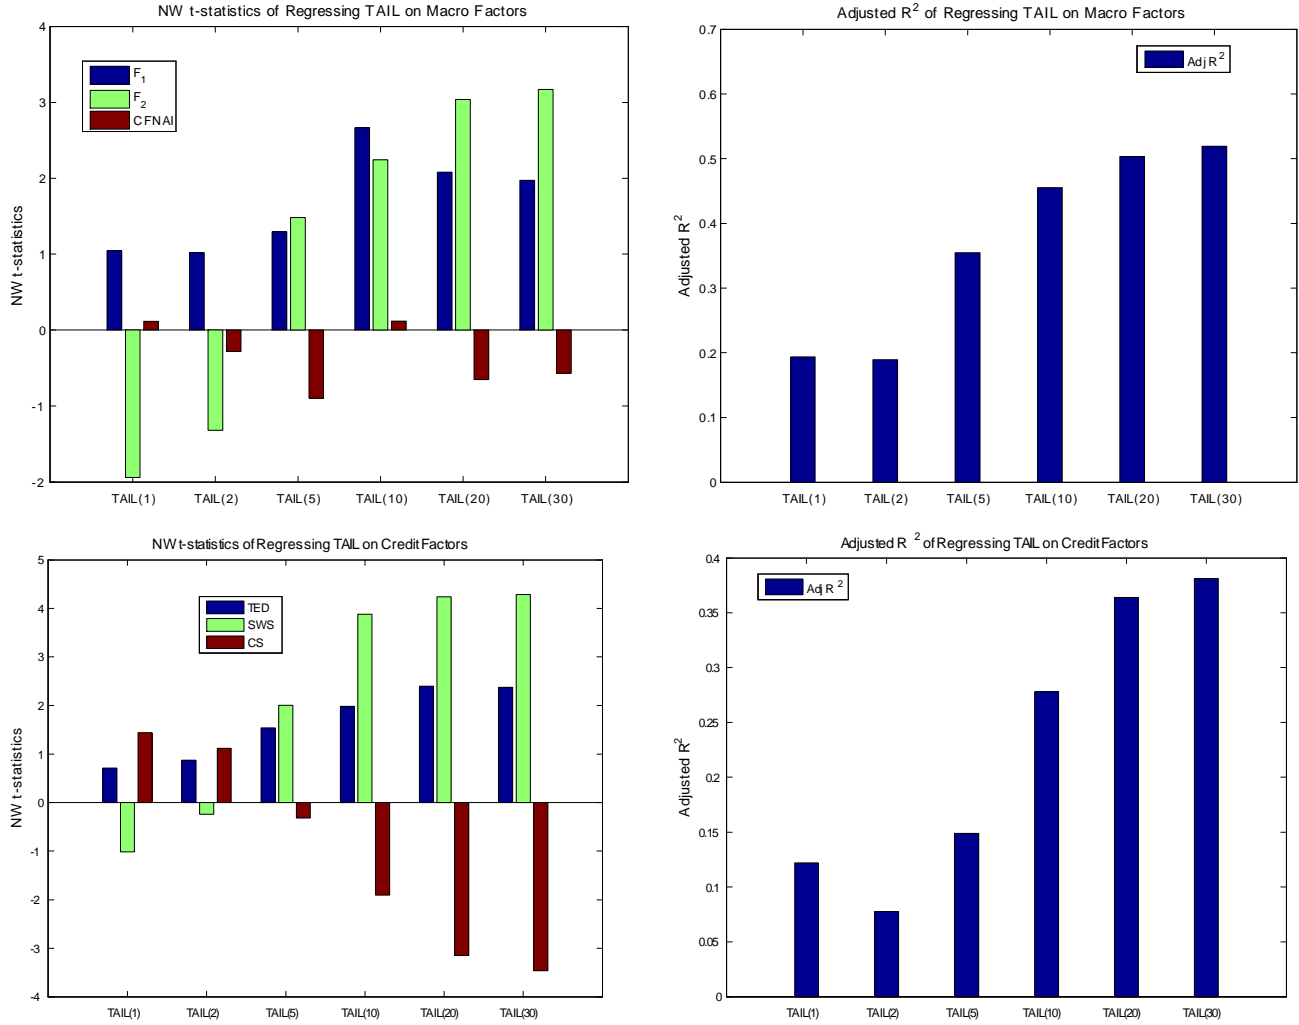 NW t-statistics of Regressing TAIL on Macro Factors
4
3
2
1
0
-1
-2
NW t-statistics
F1
F2
CFNAI
TAIL(1) TAIL(2) TAIL(5) TAIL(10) TAIL(20) TAIL(30)
Adjusted R2 of Regressing TAIL on Macro Factors
0.7
0.6
0.5
0.4
0.3
0.2
0.1
0
Adjusted R2
Adj R2
TAIL(1) TAIL(2) TAIL(5) TAIL(10) TAIL(20) TAIL(30)
NW t-statistics of Regressing TAIL on Credit Factors
5
4
3
2
1
0
-1
-2
-3
-4
NW t-statistics
TED
SWS
CS
TAIL(1) TAIL(2) TAIL(5) TAIL(10) TAIL(20) TAIL(30)
Adjusted R2 of Regressing TAIL on Credit Factors
0.4
0.35
0.3
0.25
0.2
0.15
0.1
0.05
0
Adjusted R2
Adj R2
TAIL(1) TAIL(2) TAIL(5) TAIL(10) TAIL(20) TAIL(30)